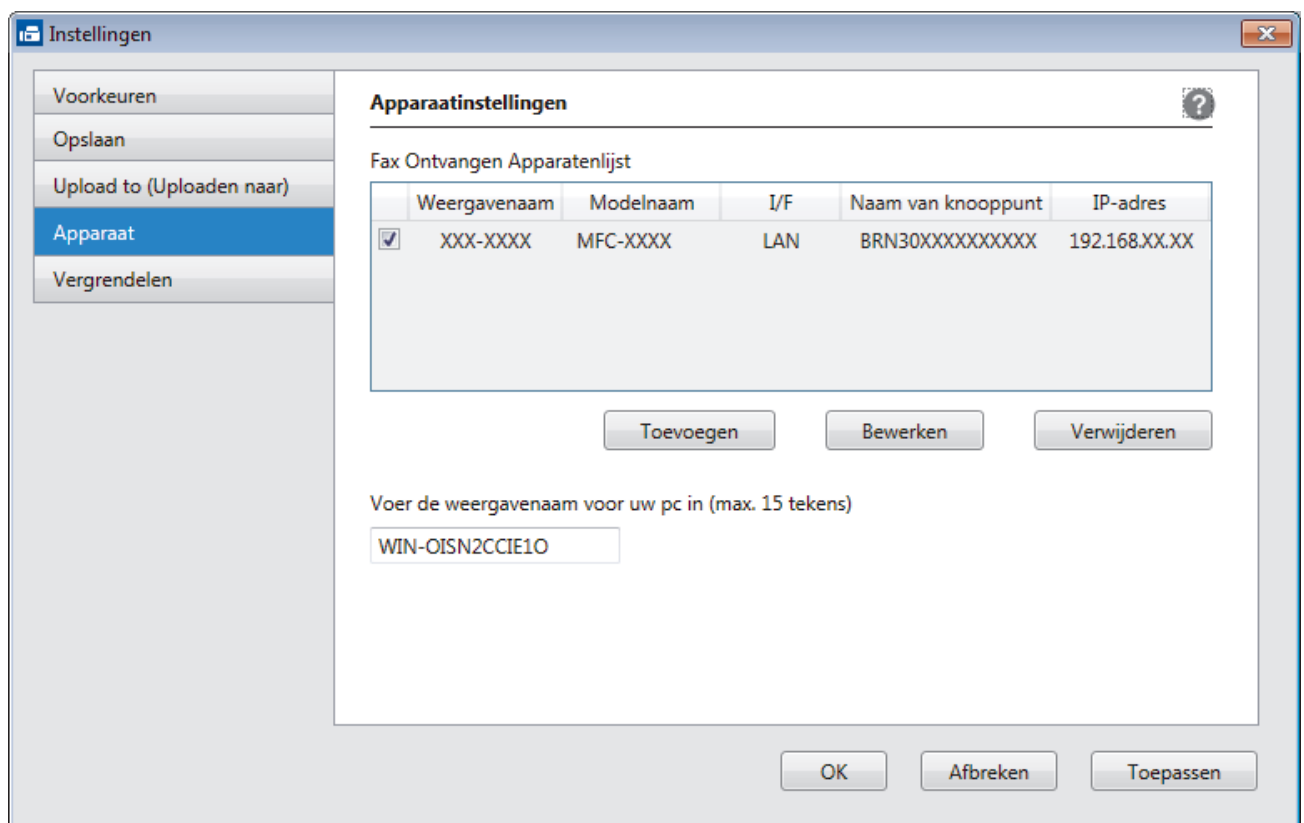 Instellingen
Voorkeuren
Opslaan
Upload to (Uploaden naar)
Apparaat
Vergrendelen
Apparaatinstellingen
?
Fax Ontvangen Apparatenlijst
Weergavenaam Modelnaam I/F Naam van knooppunt IP-adres
XXX-XXXX MFC-XXXX LAN BRN30XXXXXXXXXX 192.168.XX.XX
Toevoegen Bewerken Verwijderen
Voer de weergavenaam voor uw pc in (max. 15 tekens)
WIN-OISN2CCIE1O
OK Afbreken Toepassen